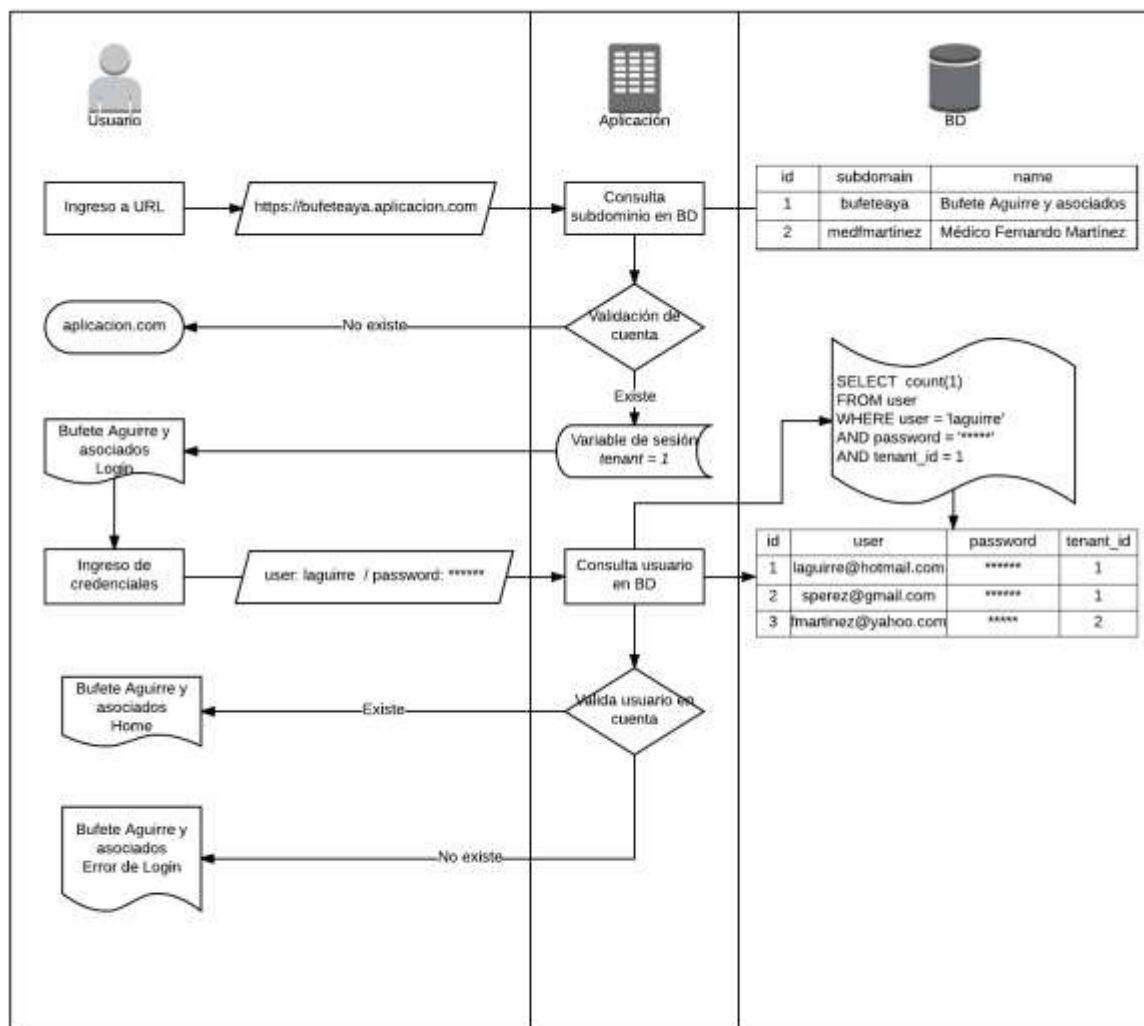 Usuario
Aplicación
BD
Ingreso a URL
https://bufeteaya.aplicacion.com
Consulta
subdominio en BD
id subdomain name
1 bufeteaya Bufete Aguirre y asociados
2 medfmartinez Médico Fernando Martínez
aplicacion.com
No existe
Validación de
cuenta
Existe
SELECT count(1)
FROM user
WHERE user = 'laguirre'
AND password = '*****'
AND tenant_id = 1
Bufete Aguirre y
asociados
Login
Variable de sesión
tenant = 1
Ingreso de
credenciales
user: laguirre / password: ******
Consulta usuario
en BD
id user password tenant_id
1 laguirre@hotmail.com ****** 1
2 sperez@gmail.com ****** 1
3 fmartinez@yahoo.com ***** 2
Bufete Aguirre y
asociados
Home
Existe
Valida usuario en
cuenta
Bufete Aguirre y
asociados
Error de Login
No existe